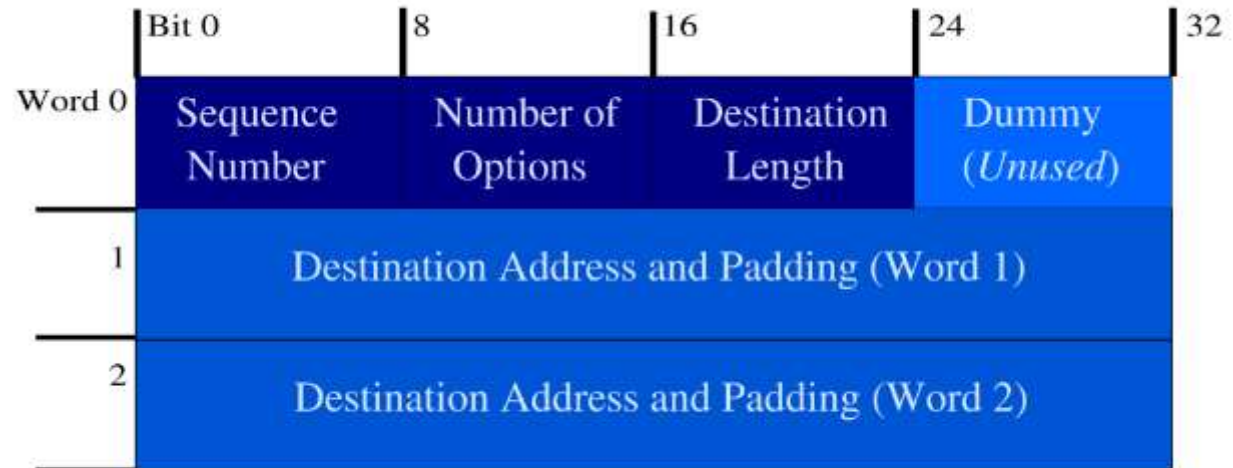 Bit 0 8 16 24 32
Word 0
Sequence Number of Destination Dummy
Number Options Length (Unused)
1
Destination Address and Padding (Word 1)
2
Destination Address and Padding (Word 2)